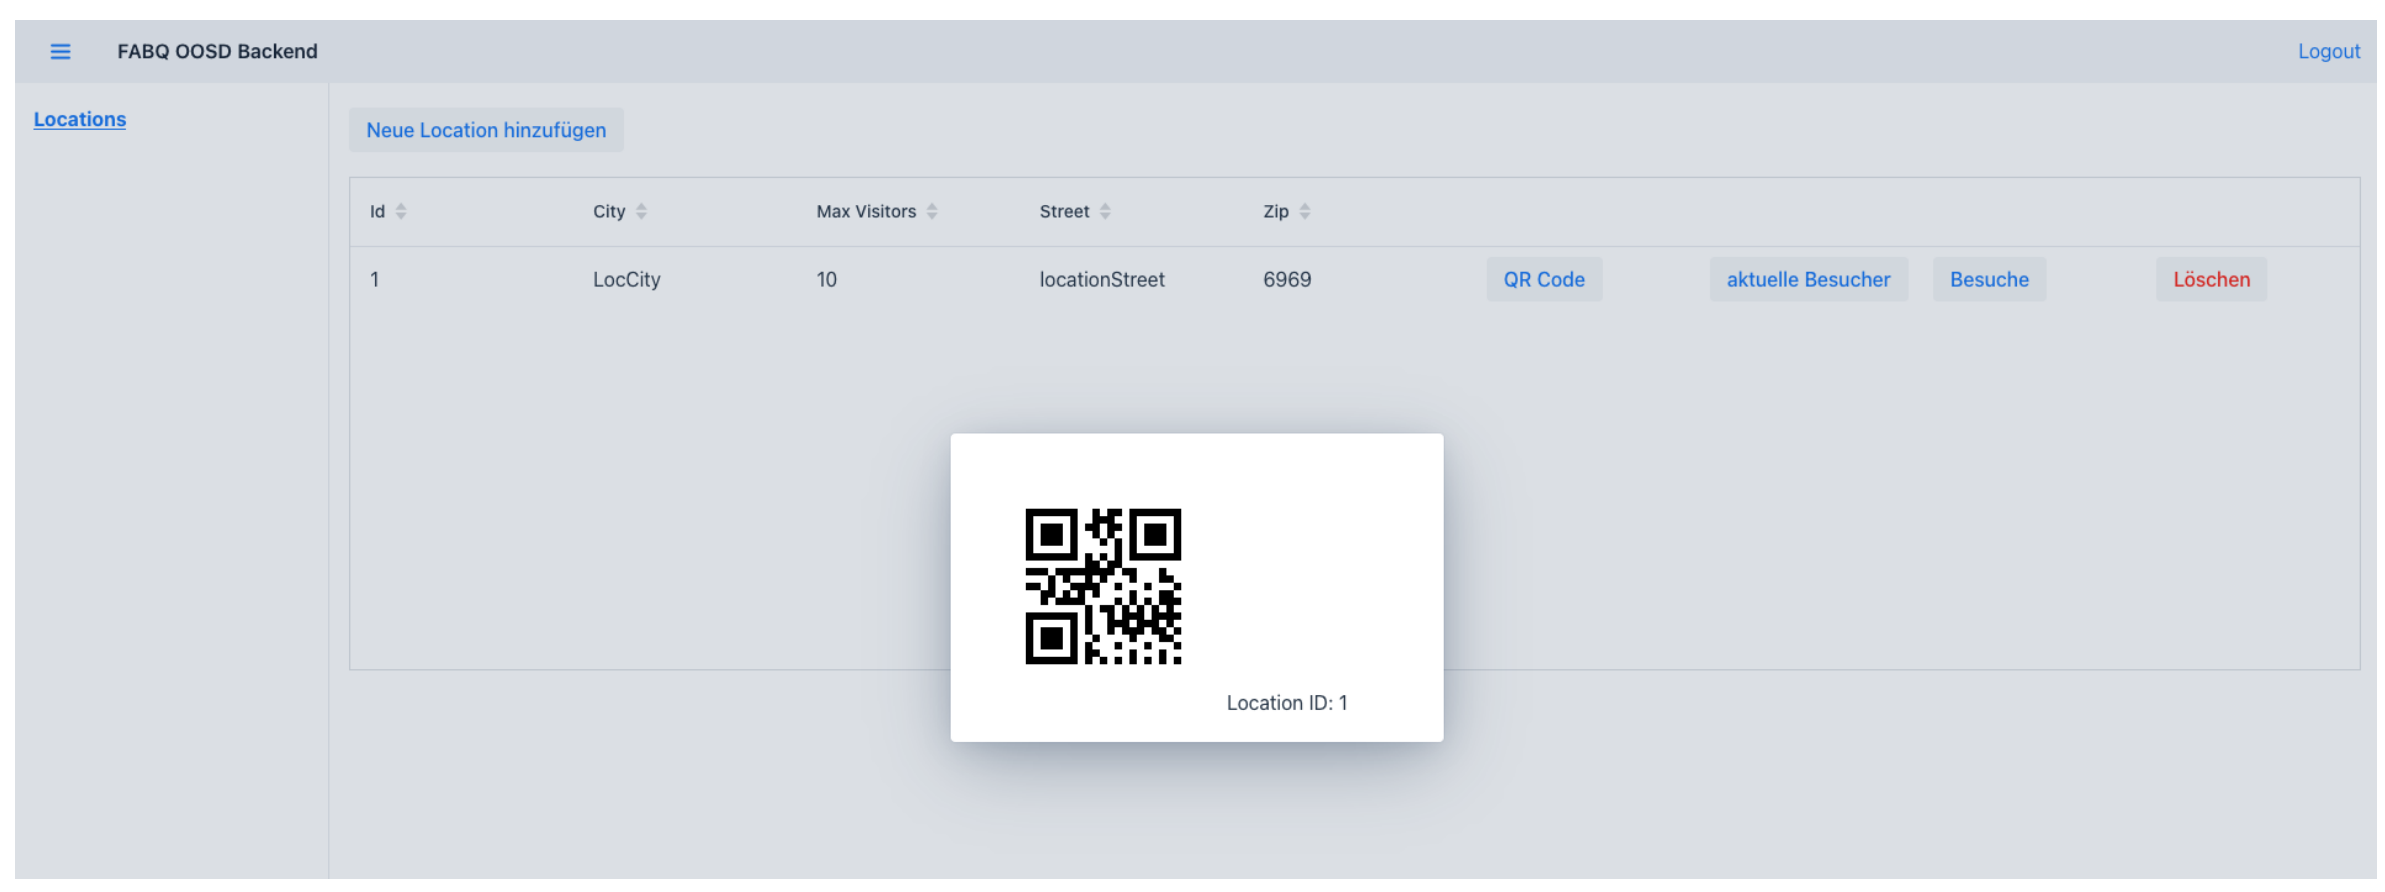 FABQ OOSD Backend
Logout
Locations
Neue Location hinzufügen
Id City Max Visitors Street Zip
1 LocCity 10 locationStreet 6969 QR Code aktuelle Besucher Besuche Löschen
Location ID: 1